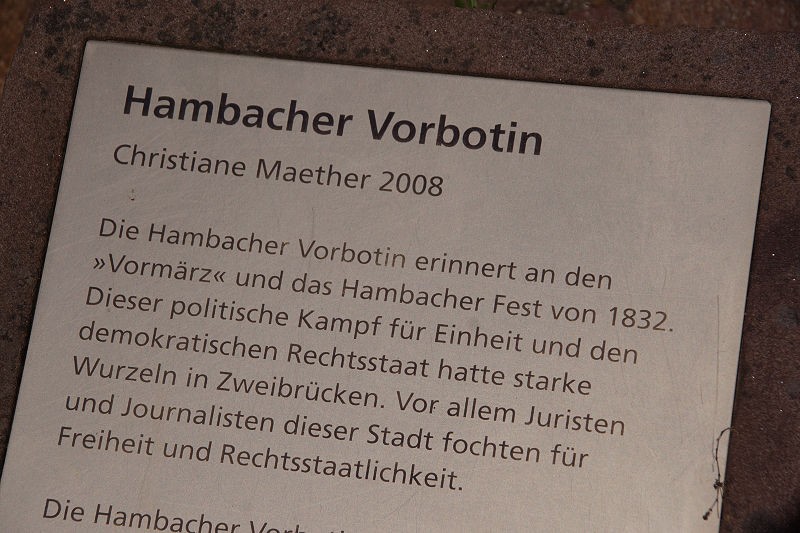 Hambacher Vorbotin
Christiane Maether 2008
Die Hambacher Vorbotin erinnert an den
»Vormärz« und das Hambacher Fest von 1832.
Dieser politische Kampf für Einheit und den
demokratischen Rechtsstaat hatte starke
Wurzeln in Zweibrücken. Vor allem Juristen
und Journalisten dieser Stadt fochten für
Freiheit und Rechtsstaatlichkeit.
Die Hambacher